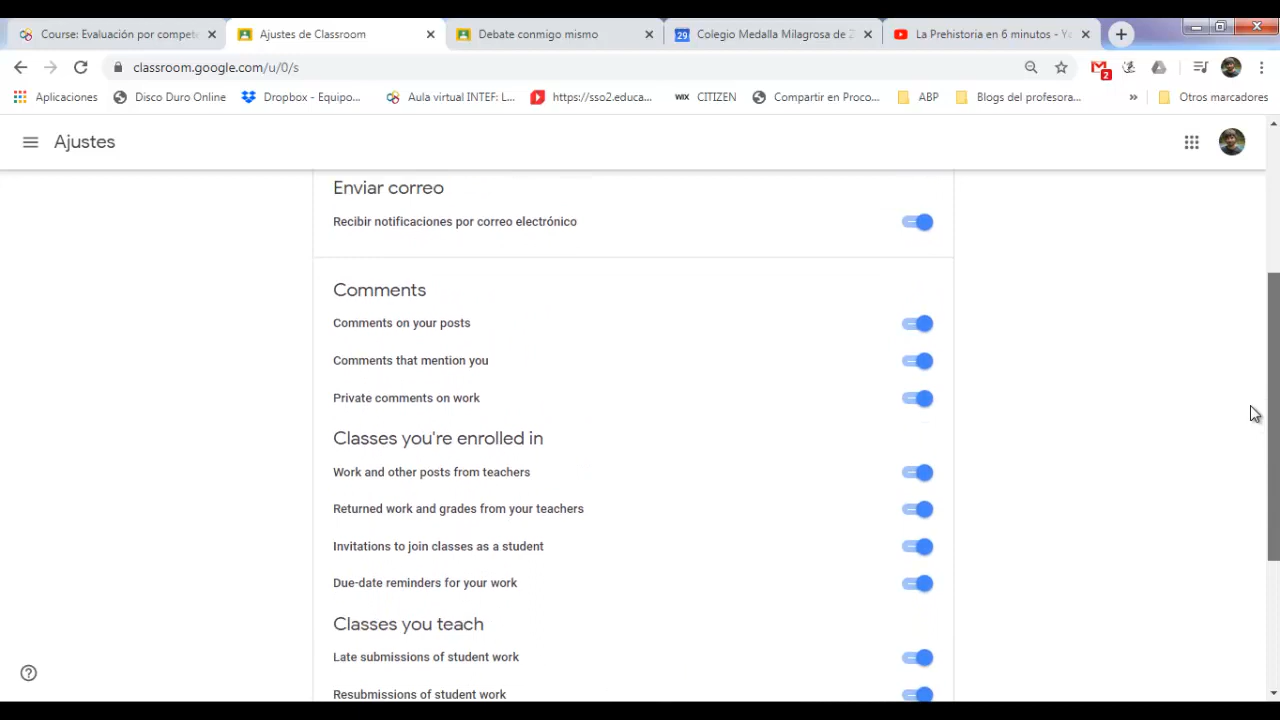 Course: Evaluación por compet
Ajustes de Classroom
Debate conmigo mismo
29
Colegio Medalla Milagrosa de Z
La Prehistoria en 6 minutos - Yo
classroom.google.com/u/0/s
2
Aplicaciones
Disco Duro Online
Dropbox - Equipo...
Aula virtual INTEF: L...
https://sso2.educa...
WIX CITIZEN
Compartir en Proco...
ABP
Blogs del profesora...
»
Otros marcadores
Ajustes
Enviar correo
Recibir notificaciones por correo electrónico
Comments
Comments on your posts
Comments that mention you
Private comments on work
Classes you're enrolled in
Work and other posts from teachers
Returned work and grades from your teachers
Invitations to join classes as a student
Due-date reminders for your work
Classes you teach
Late submissions of student work
Resubmissions of student work